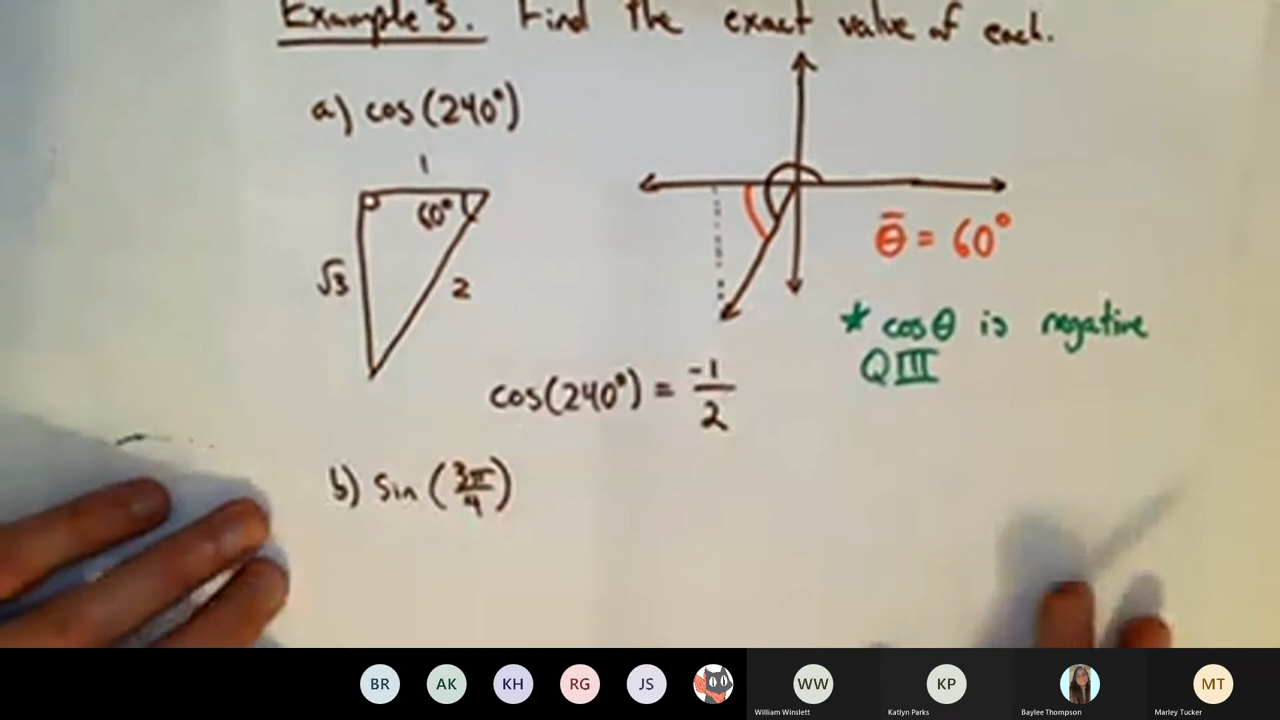 Example 3. Find the exact value of each.
a) cos(240°)
1
60°
√3
2
θ̄ = 60°
* cosθ is negative
QIII
cos(240°) = -1/2
b) sin(3π/4)
BR AK KH RG JS WW KP MT
William Winslett Katlyn Parks Baylee Thompson Marley Tucker